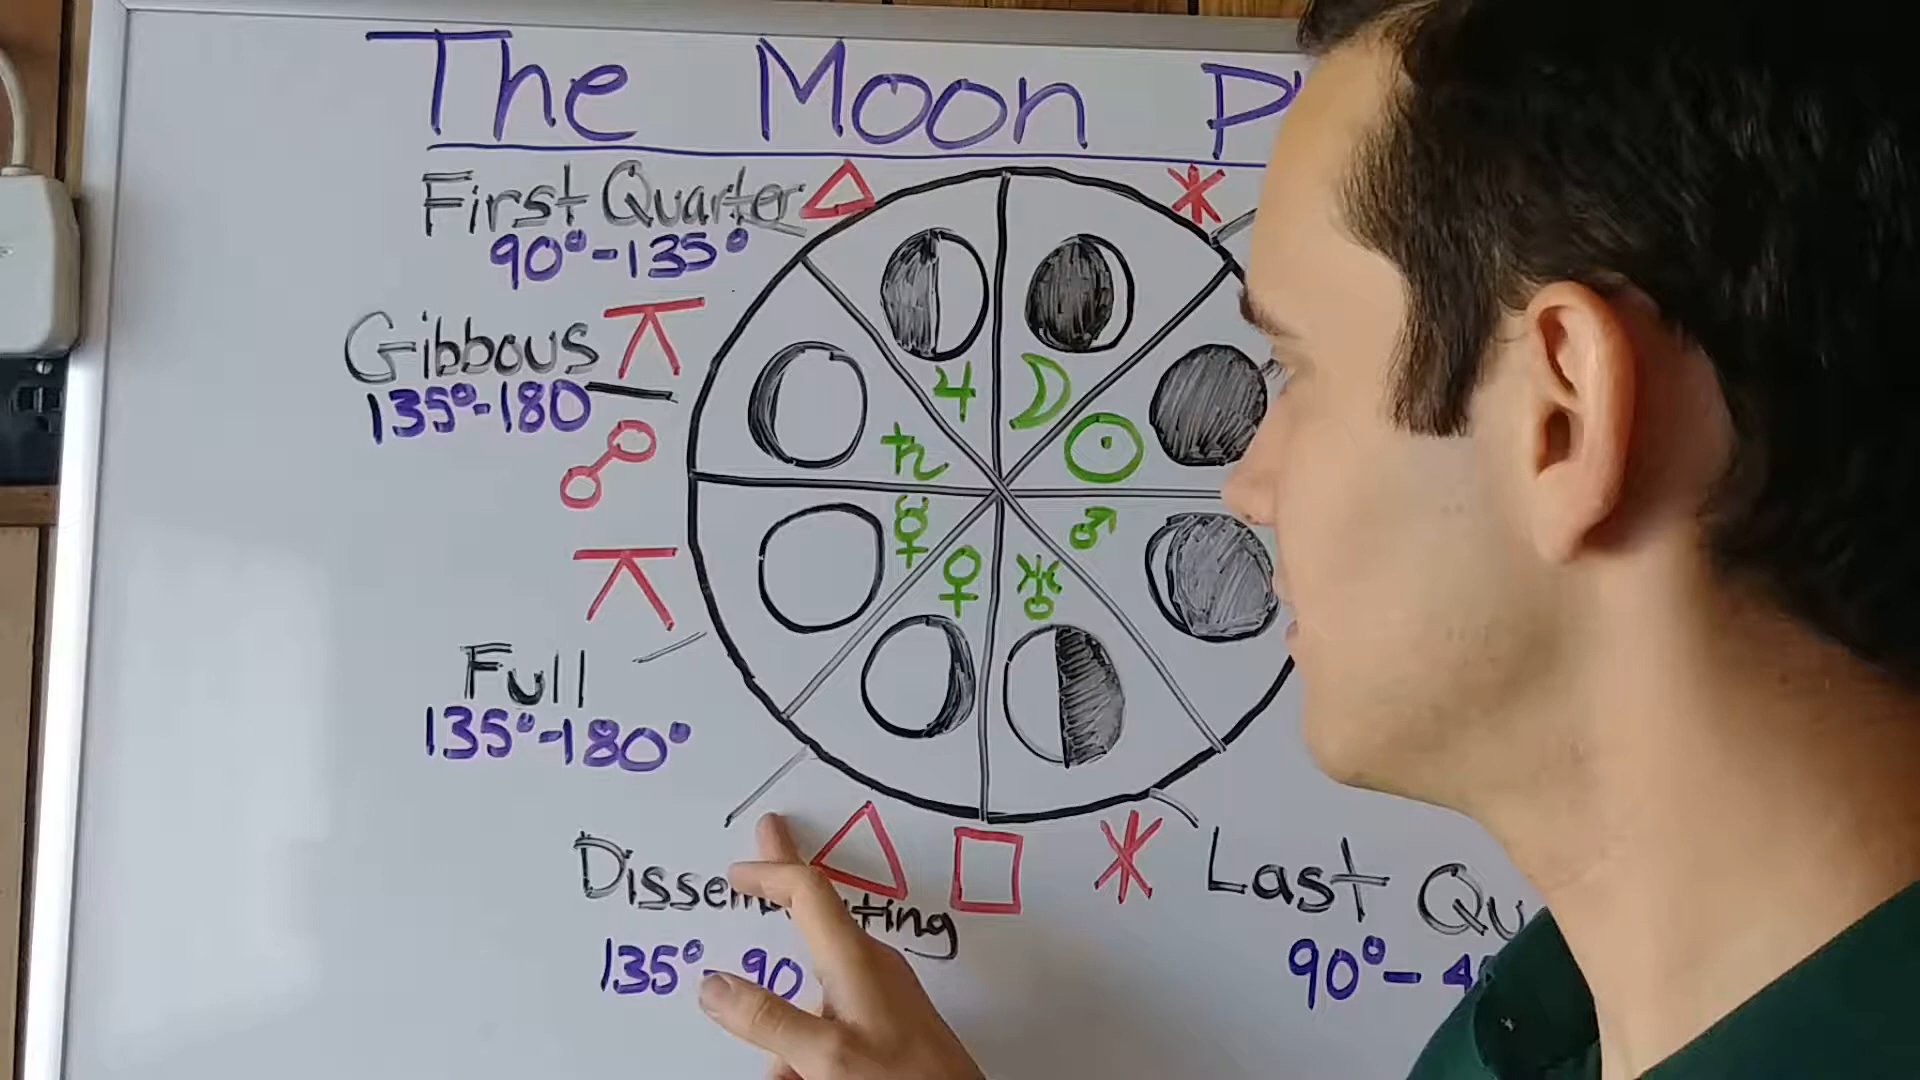 The Moon
First Quarter
90°-135°
Gibbous
135°-180
Full
135°-180°
Last
90°-
135°-90